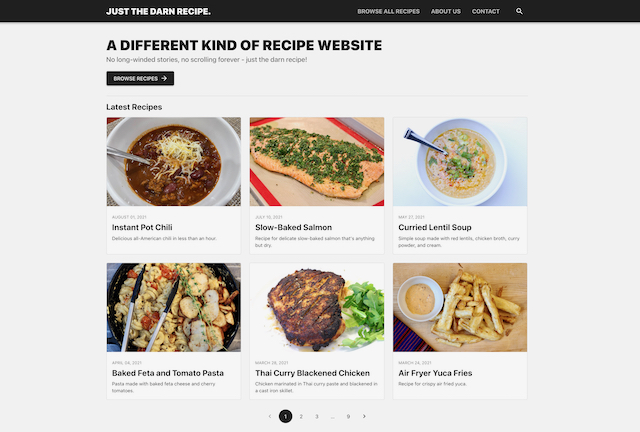 JUST THE DARN RECIPE.
BROWSE ALL RECIPES
ABOUT US
CONTACT
A DIFFERENT KIND OF RECIPE WEBSITE
No long-winded stories, no scrolling forever - just the darn recipe!
BROWSE RECIPES →
Latest Recipes
AUGUST 01, 2021
Instant Pot Chili
Delicious all-American chili in less than an hour.
JULY 10, 2021
Slow-Baked Salmon
Recipe for delicate slow-baked salmon that's anything
but dry.
MAY 27, 2021
Curried Lentil Soup
Simple soup made with red lentils, chicken broth, curry
powder, and cream.
APRIL 04, 2021
Baked Feta and Tomato Pasta
Pasta made with baked feta cheese and cherry
tomatoes.
MARCH 28, 2021
Thai Curry Blackened Chicken
Chicken marinated in Thai curry paste and blackened in
a cast iron skillet.
MARCH 26, 2021
Air Fryer Yuca Fries
Recipe for crispy air fried yuca.
‹ 1 2 3 ... 9 ›